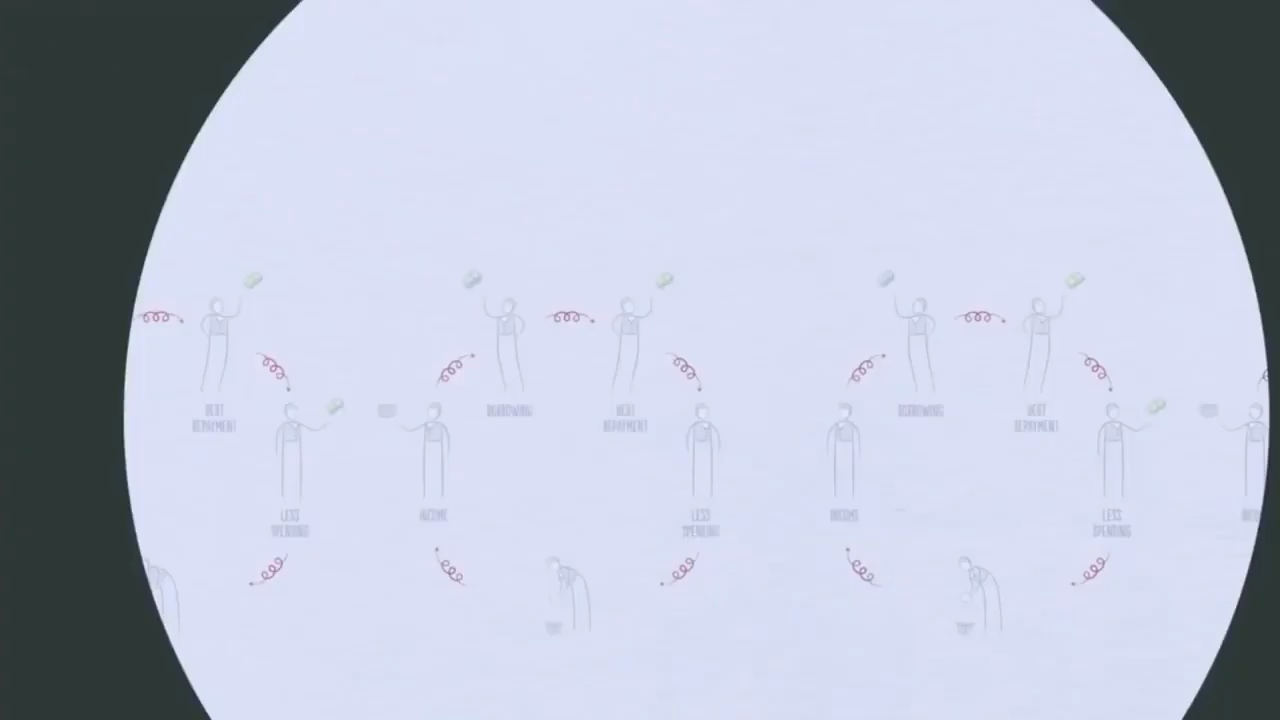 DEBT
REPAYMENT
BORROWING
DEBT
REPAYMENT
BORROWING
DEBT
REPAYMENT
LESS
SPENDING
INCOME
LESS
SPENDING
INCOME
LESS
SPENDING